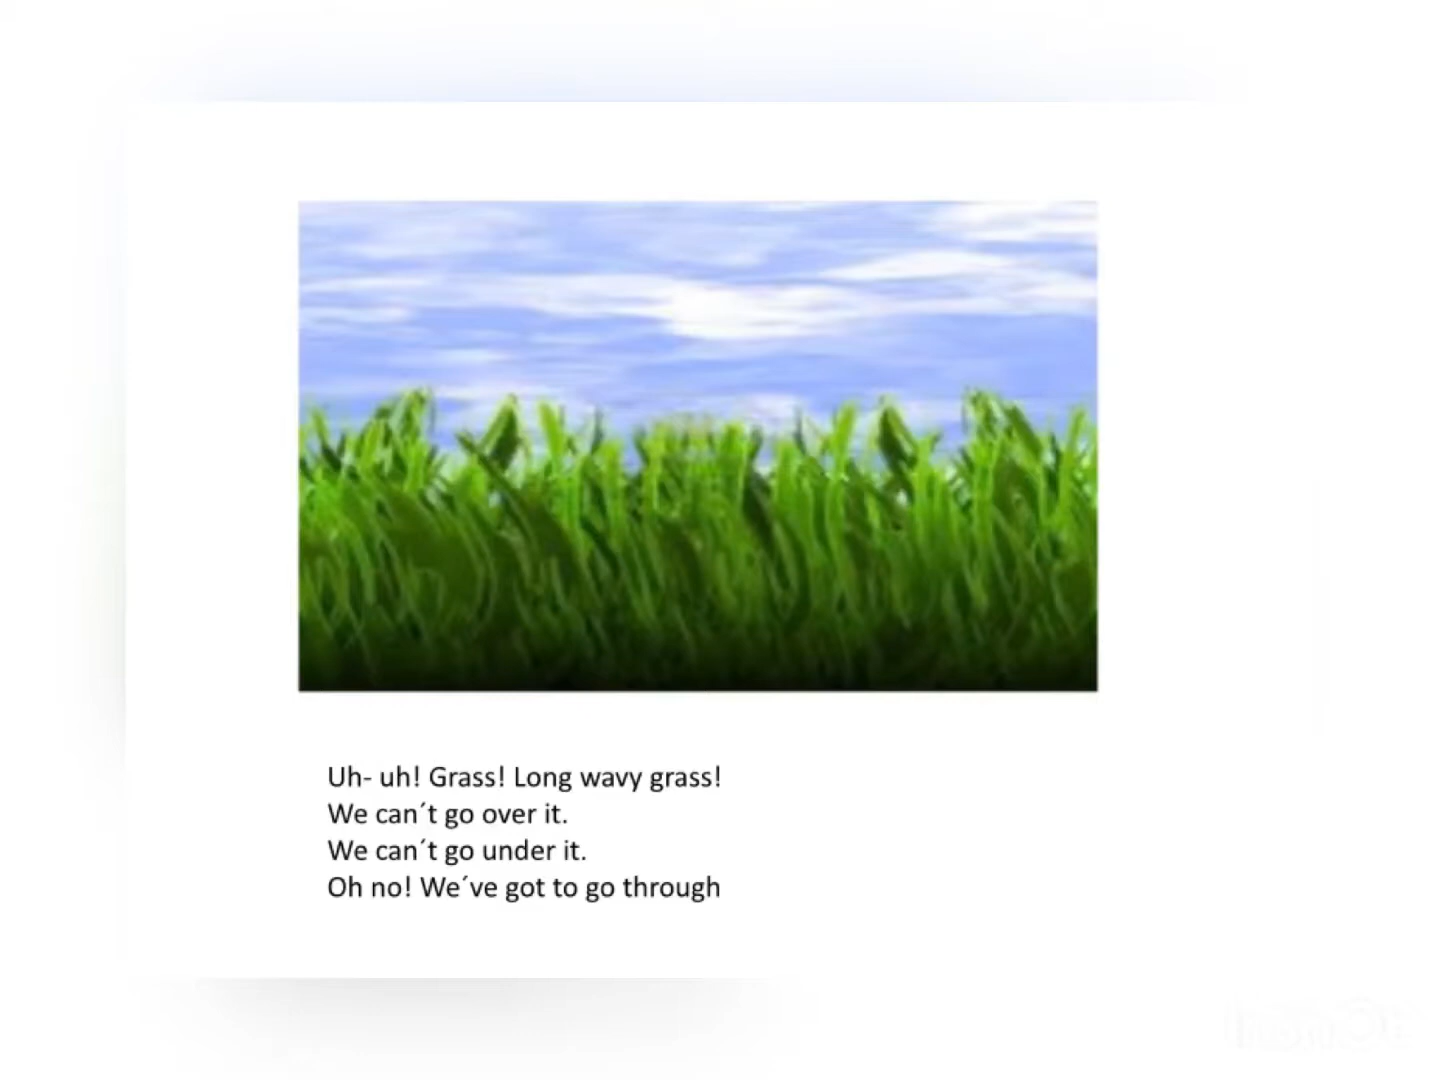 Uh- uh! Grass! Long wavy grass!
We can´t go over it.
We can´t go under it.
Oh no! We´ve got to go through